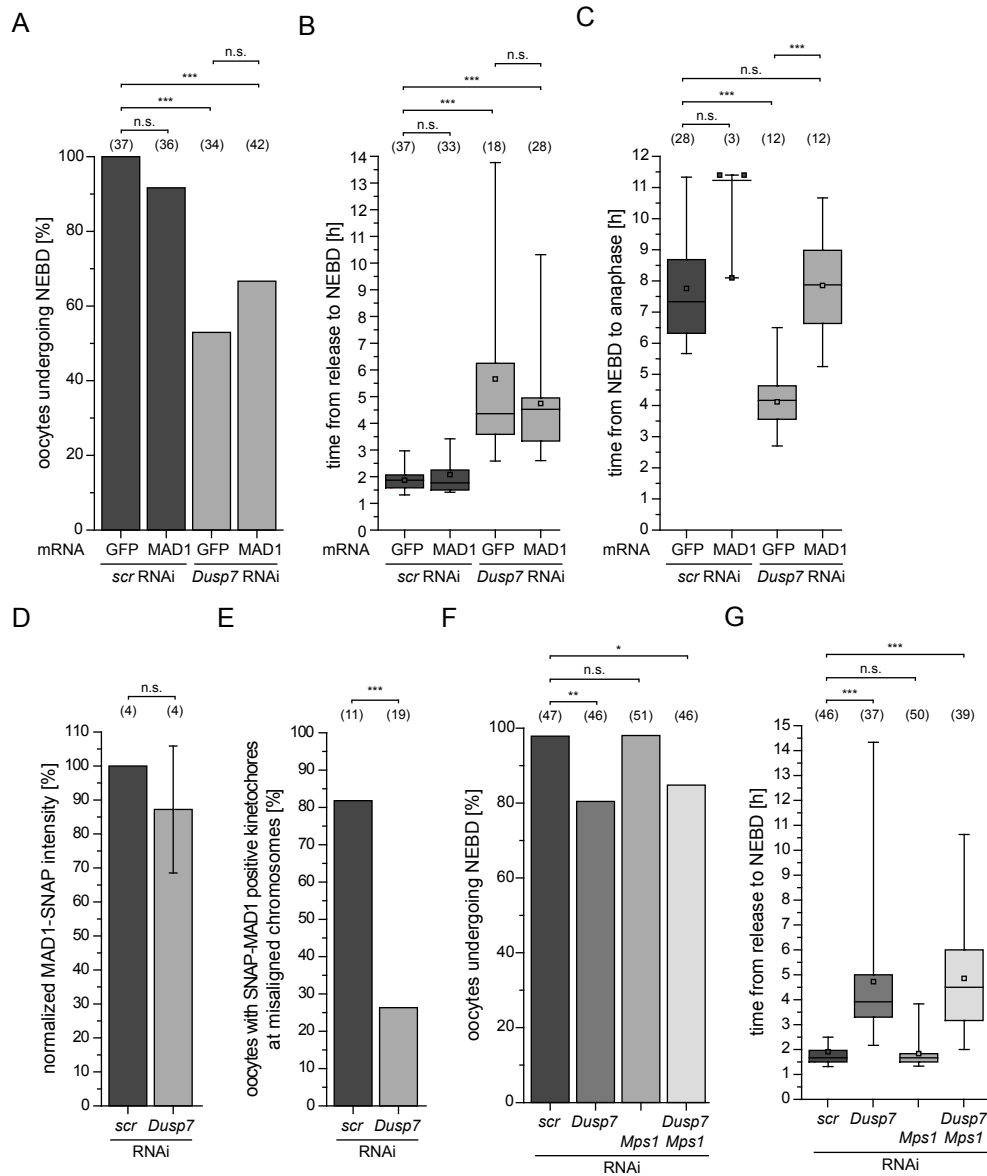 A
n.s.
***
***
n.s.
(37) (36) (34) (42)
100
80
60
40
20
0
oocytes undergoing NEBD [%]
mRNA GFP MAD1 GFP MAD1
scr RNAi Dusp7 RNAi
B
n.s.
***
***
n.s.
(37) (33) (18) (28)
14
13
12
11
10
9
8
7
6
5
4
3
2
1
0
time from release to NEBD [h]
mRNA GFP MAD1 GFP MAD1
scr RNAi Dusp7 RNAi
C
***
n.s.
***
n.s.
(28) (3) (12) (12)
12
11
10
9
8
7
6
5
4
3
2
1
0
time from NEBD to anaphase [h]
GFP MAD1 GFP MAD1
scr RNAi Dusp7 RNAi
D
n.s.
(4) (4)
110
100
90
80
70
60
50
40
30
20
10
0
normalized MAD1-SNAP intensity [%]
scr Dusp7
RNAi
E
***
(11) (19)
100
90
80
70
60
50
40
30
20
10
0
oocytes with SNAP-MAD1 positive kinetochores
at misaligned chromosomes [%]
scr Dusp7
RNAi
F
*
n.s.
**
(47) (46) (51) (46)
100
80
60
40
20
0
oocytes undergoing NEBD [%]
scr Dusp7 Dusp7
Mps1 Mps1
RNAi
G
***
n.s.
***
(46) (37) (50) (39)
15
14
13
12
11
10
9
8
7
6
5
4
3
2
1
0
time from release to NEBD [h]
scr Dusp7 Dusp7
Mps1 Mps1
RNAi